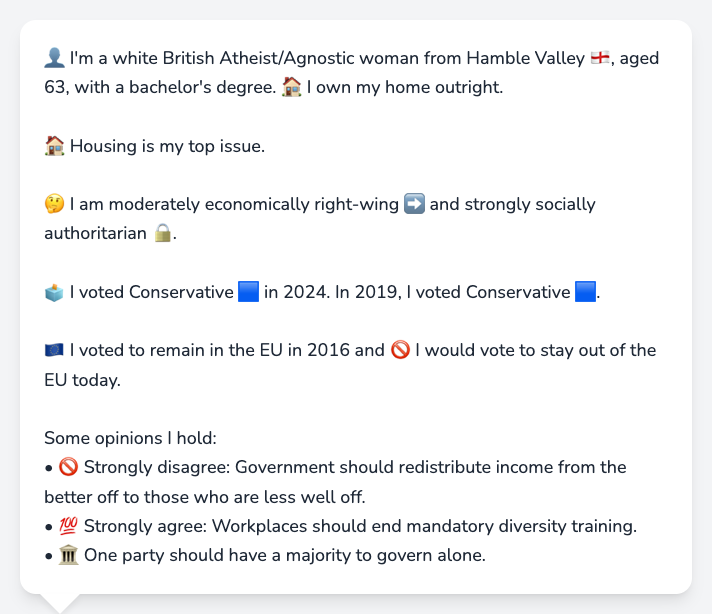 👤 I'm a white British Atheist/Agnostic woman from Hamble Valley 🏴󠁧󠁢󠁥󠁮󠁧󠁿, aged
63, with a bachelor's degree. 🏠 I own my home outright.
🏠 Housing is my top issue.
🤔 I am moderately economically right-wing ➡️ and strongly socially
authoritarian 🔒.
🗳️ I voted Conservative 🟦 in 2024. In 2019, I voted Conservative 🟦.
🇪🇺 I voted to remain in the EU in 2016 and 🚫 I would vote to stay out of the
EU today.
Some opinions I hold:
• 🚫 Strongly disagree: Government should redistribute income from the
better off to those who are less well off.
• 💯 Strongly agree: Workplaces should end mandatory diversity training.
• 🏛️ One party should have a majority to govern alone.